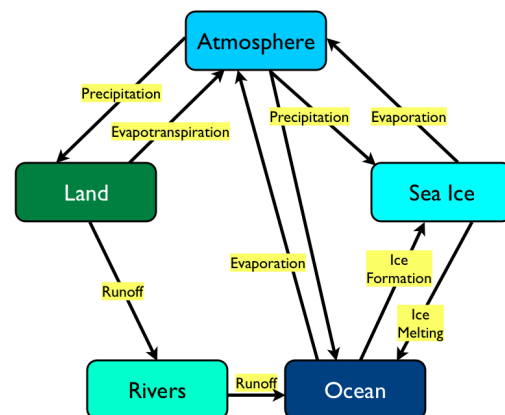 Atmosphere
Precipitation
Precipitation
Evaporation
Evapotranspiration
Land
Sea Ice
Evaporation
Ice
Formation
Runoff
Ice
Melting
Rivers
Runoff
Ocean